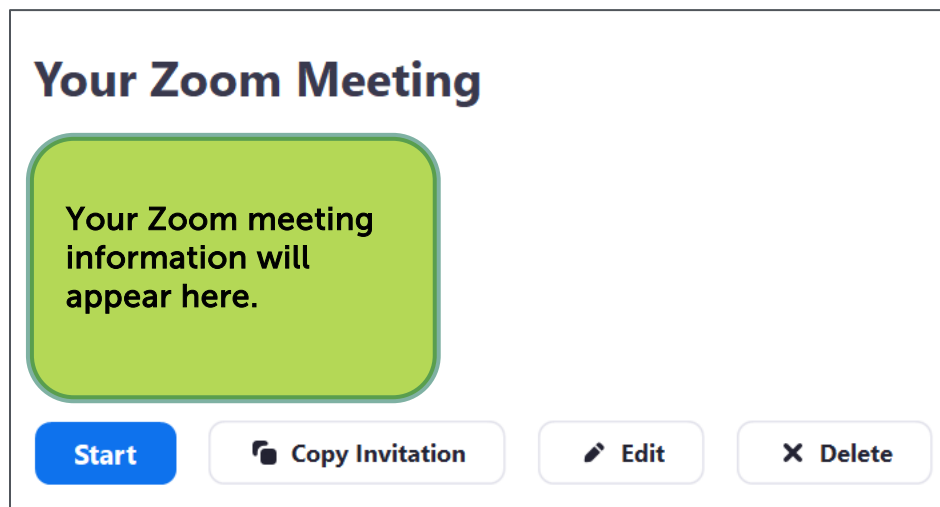 Your Zoom Meeting
Your Zoom meeting
information will
appear here.
Start
Copy Invitation
Edit
Delete